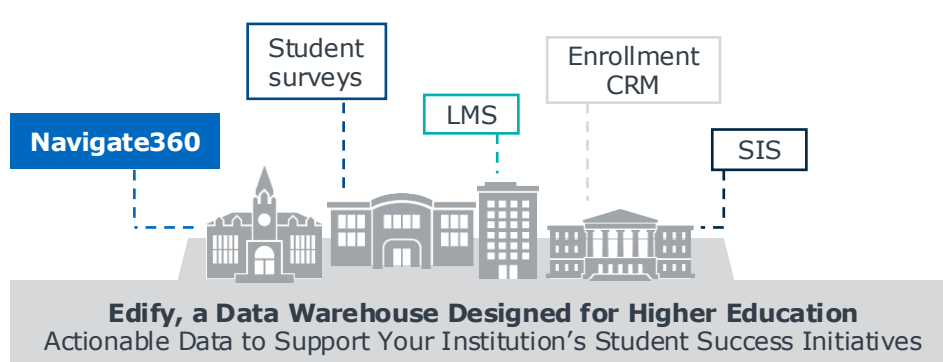 Student
surveys
Enrollment
CRM
LMS
Navigate360
SIS
Edify, a Data Warehouse Designed for Higher Education
Actionable Data to Support Your Institution’s Student Success Initiatives